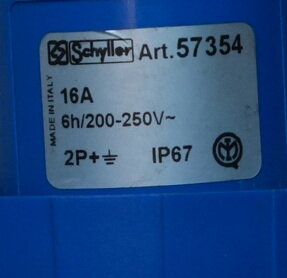 Schyller Art. 57354
MADE IN ITALY
16A
6h/200-250V~
2P+⏚ IP67